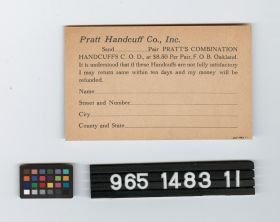 Pratt Handcuff Co., Inc.
Send Pair PRATT'S COMBINATION
HANDCUFFS C. O. D., at $8.50 Per Pair, F. O. B. Oakland.
It is understood that if these Handcuffs are not fully satisfactory
I may return same within ten days and my money will be
refunded.
Name
Street and Number
City
County and State
965 1483 11